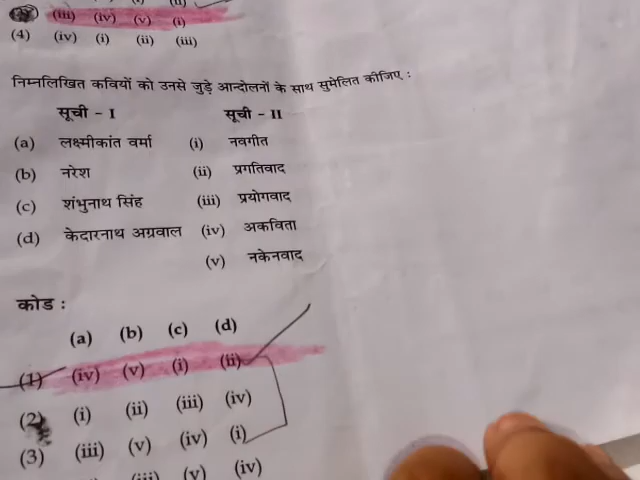 (iii) (iv) (v) (i)
(4) (iv) (i) (ii) (iii)
निम्नलिखित कवियों को उनसे जुड़े आन्दोलनों के साथ सुमेलित कीजिए :
सूची - I सूची - II
(a) लक्ष्मीकांत वर्मा (i) नवगीत
(b) नरेश (ii) प्रगतिवाद
(c) शंभुनाथ सिंह (iii) प्रयोगवाद
(d) केदारनाथ अग्रवाल (iv) अकविता
(v) नकेनवाद
कोड :
(a) (b) (c) (d)
(1) (iv) (v) (i) (ii)
(2) (i) (ii) (iii) (iv)
(3) (iii) (v) (iv) (i)
(iii) (v) (iv)